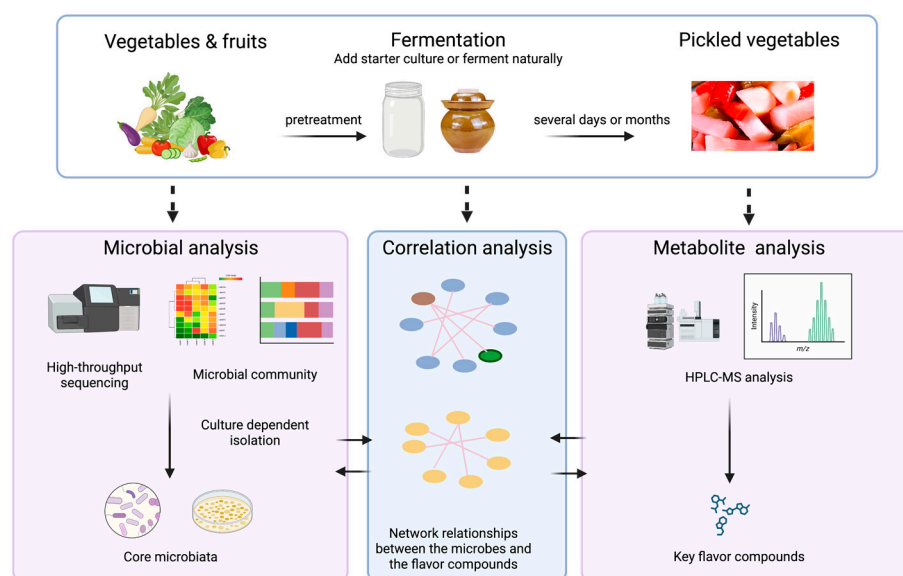 Vegetables & fruits
Fermentation
Add starter culture or ferment naturally
Pickled vegetables
pretreatment
several days or months
Microbial analysis
High-throughput
sequencing
Microbial community
Culture dependent
isolation
Core microbiata
Correlation analysis
Network relationships
between the microbes and
the flavor compounds
Metabolite analysis
Intensity
m/z
HPLC-MS analysis
Key flavor compounds